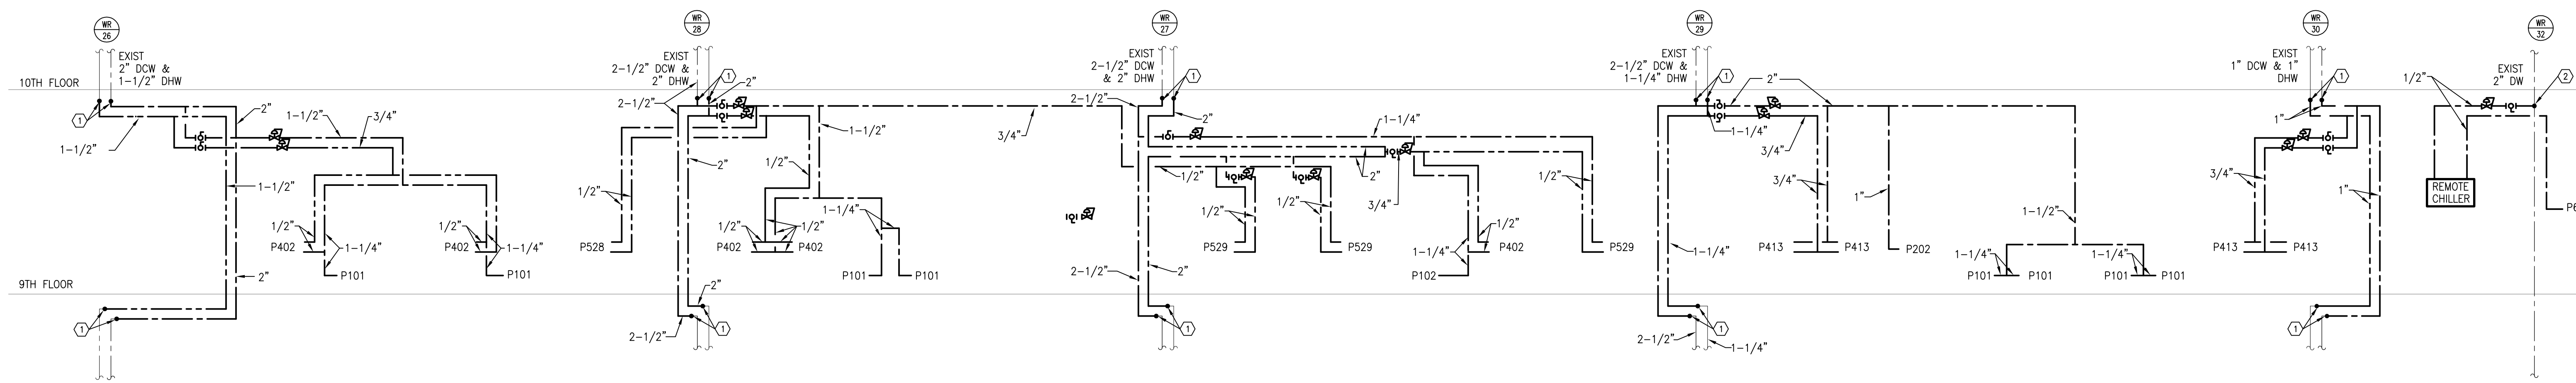 WR
26
WR
28
WR
27
WR
29
WR
30
WR
32
EXIST
2" DCW &
1-1/2" DHW
EXIST
2-1/2" DCW &
2" DHW
EXIST
2-1/2" DCW
& 2" DHW
EXIST
2-1/2" DCW &
1-1/4" DHW
EXIST
1" DCW & 1"
DHW
EXIST
2" DW
10TH FLOOR
1
1-1/2"
2"
1-1/2"
3/4"
1-1/2"
1/2"
P402
1-1/4"
P101
1/2"
P402
1-1/4"
P101
2"
1
2-1/2"
1
2"
1/2"
P528
2"
1/2"
1-1/2"
3/4"
1/2"
P402
1/2"
P402
1-1/4"
P101
P101
2"
2-1/2"
1
2-1/2"
1
2"
1-1/4"
1/2"
2"
3/4"
1/2"
P529
1/2"
P529
1/2"
P402
1-1/4"
P102
1/2"
P529
2-1/2"
2"
1
1
2"
1-1/4"
3/4"
3/4"
P413
P413
1"
P202
1-1/2"
1-1/4"
P101
P101
1-1/4"
P101
P101
1-1/4"
2-1/2"
1
1-1/4"
1
1"
3/4"
P413
P413
1"
1
1/2"
1/2"
2
REMOTE
CHILLER
P6
9TH FLOOR